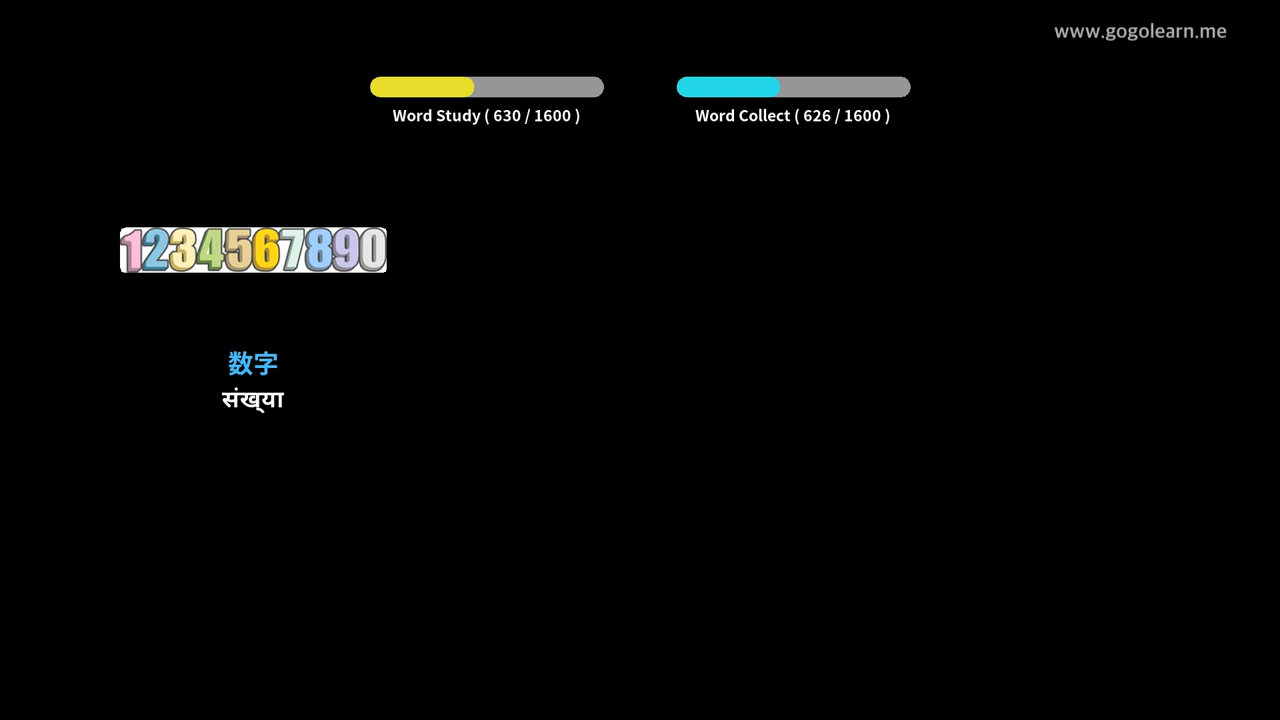 www.gogolearn.me
Word Study ( 630 / 1600 )
Word Collect ( 626 / 1600 )
1234567890
数字
संख्या